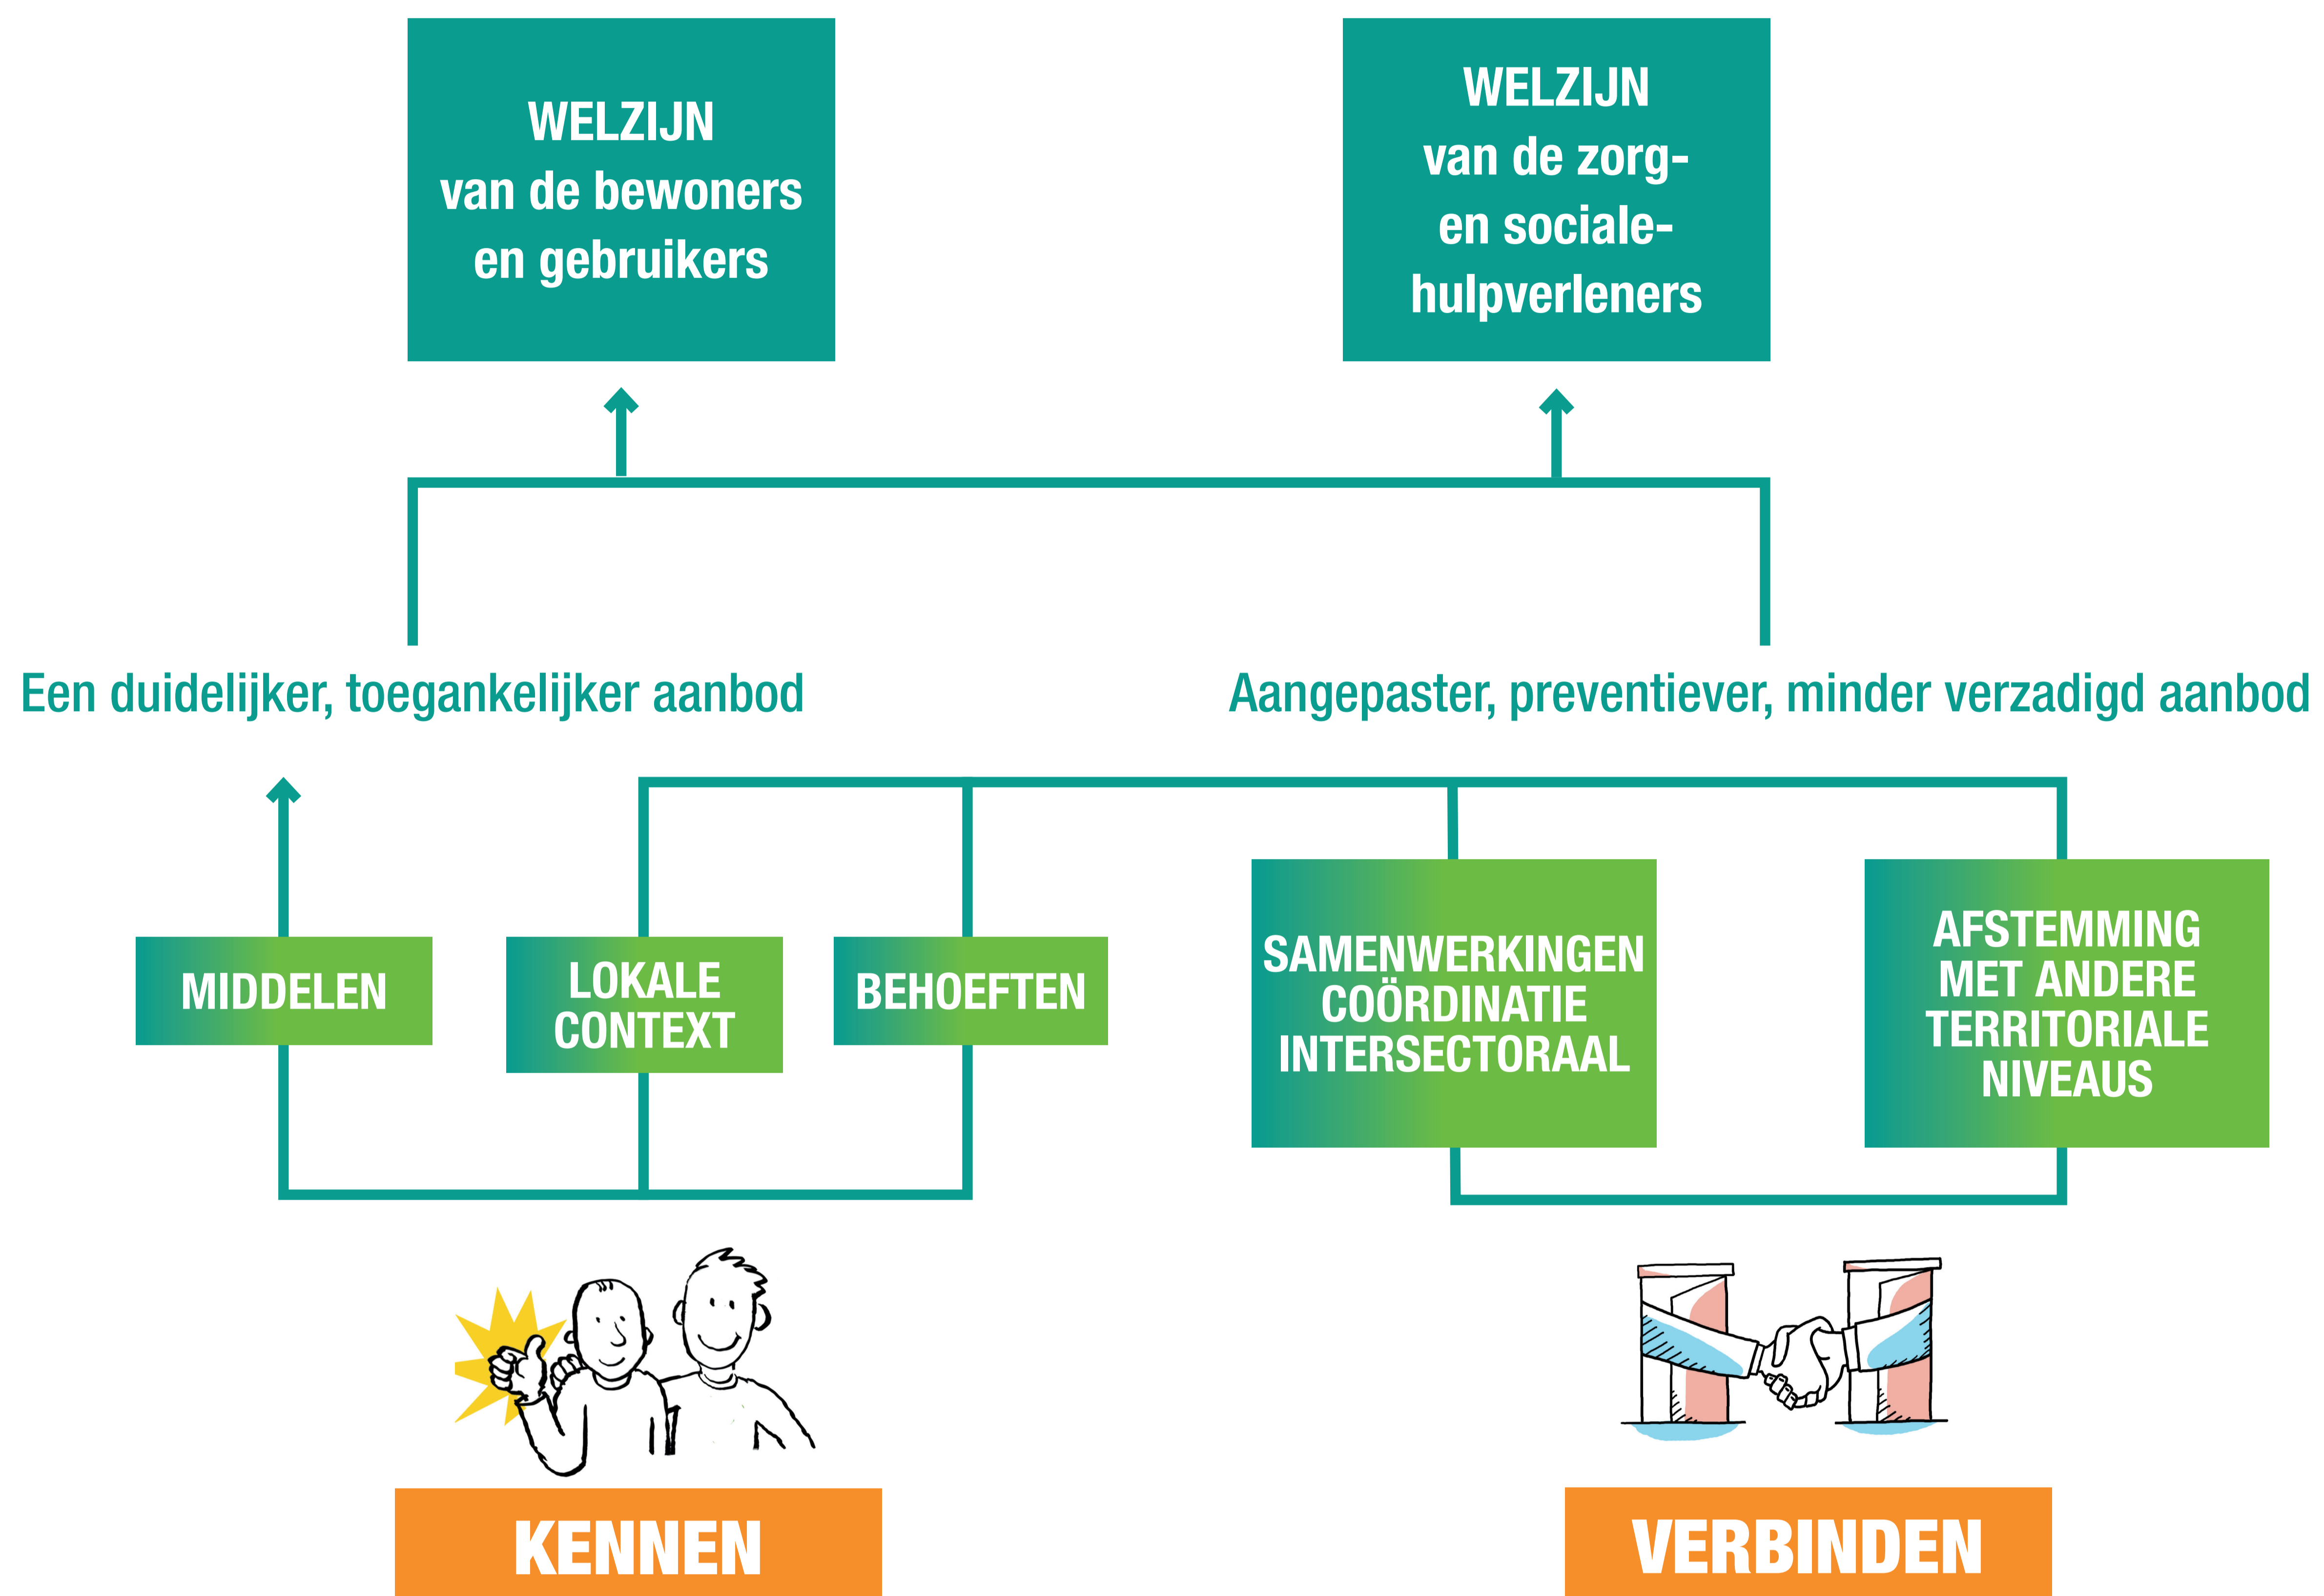 WELZIJN
van de bewoners
en gebruikers
WELZIJN
van de zorg-
en sociale-
hulpverleners
Een duidelijker, toegankelijker aanbod
Aangepaster, preventiever, minder verzadigd aanbod
MIDDELEN
LOKALE
CONTEXT
BEHOEFTEN
SAMENWERKINGEN
COÖRDINATIE
INTERSECTORAAL
AFSTEMMING
MET ANDERE
TERRITORIALE
NIVEAUS
KENNEN
VERBINDEN